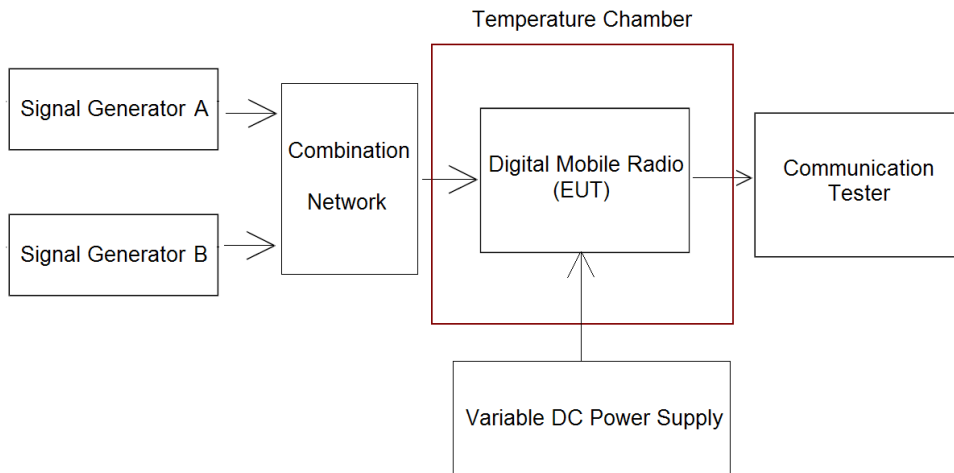 Temperature Chamber
Signal Generator A
Combination
Network
Digital Mobile Radio
(EUT)
Communication
Tester
Signal Generator B
Variable DC Power Supply